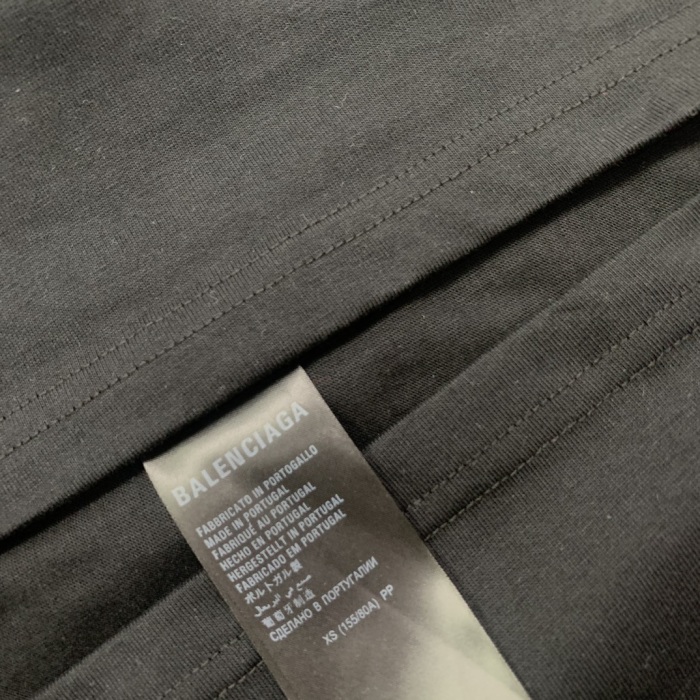 BALENCIAGA
FABBRICATO IN PORTOGALLO
MADE IN PORTUGAL
FABRIQUÉ AU PORTUGAL
HECHO EN PORTUGAL
HERGESTELLT IN PORTUGAL
FABRICADO EM PORTUGAL
ポルトガル製
صنع في البرتغال
葡萄牙制造
СДЕЛАНО В ПОРТУГАЛИИ
XS (155/80A) PP